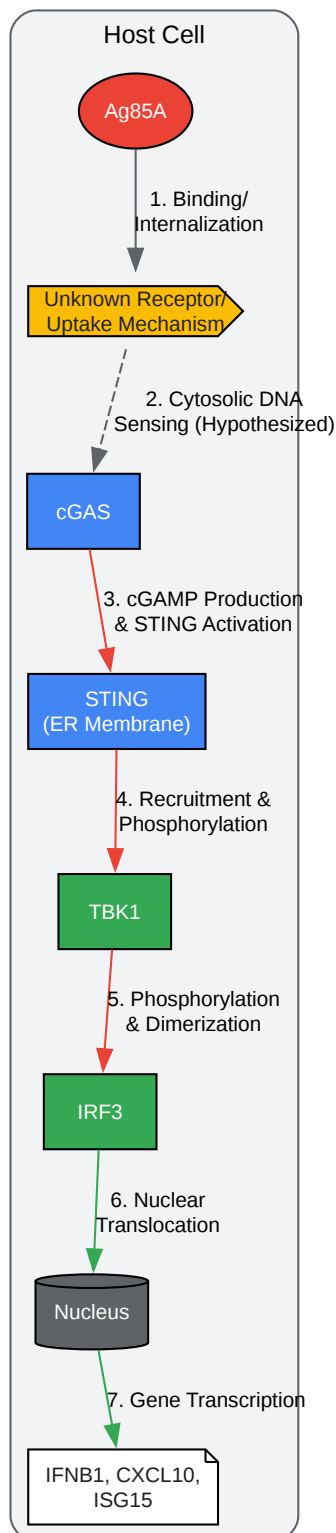 Host Cell
Ag85A
1. Binding/
Internalization
Unknown Receptor/
Uptake Mechanism
2. Cytosolic DNA
Sensing (Hypothesized)
cGAS
3. cGAMP Production
& STING Activation
STING
(ER Membrane)
4. Recruitment &
Phosphorylation
TBK1
5. Phosphorylation
& Dimerization
IRF3
6. Nuclear
Translocation
Nucleus
7. Gene Transcription
IFNB1, CXCL10,
ISG15